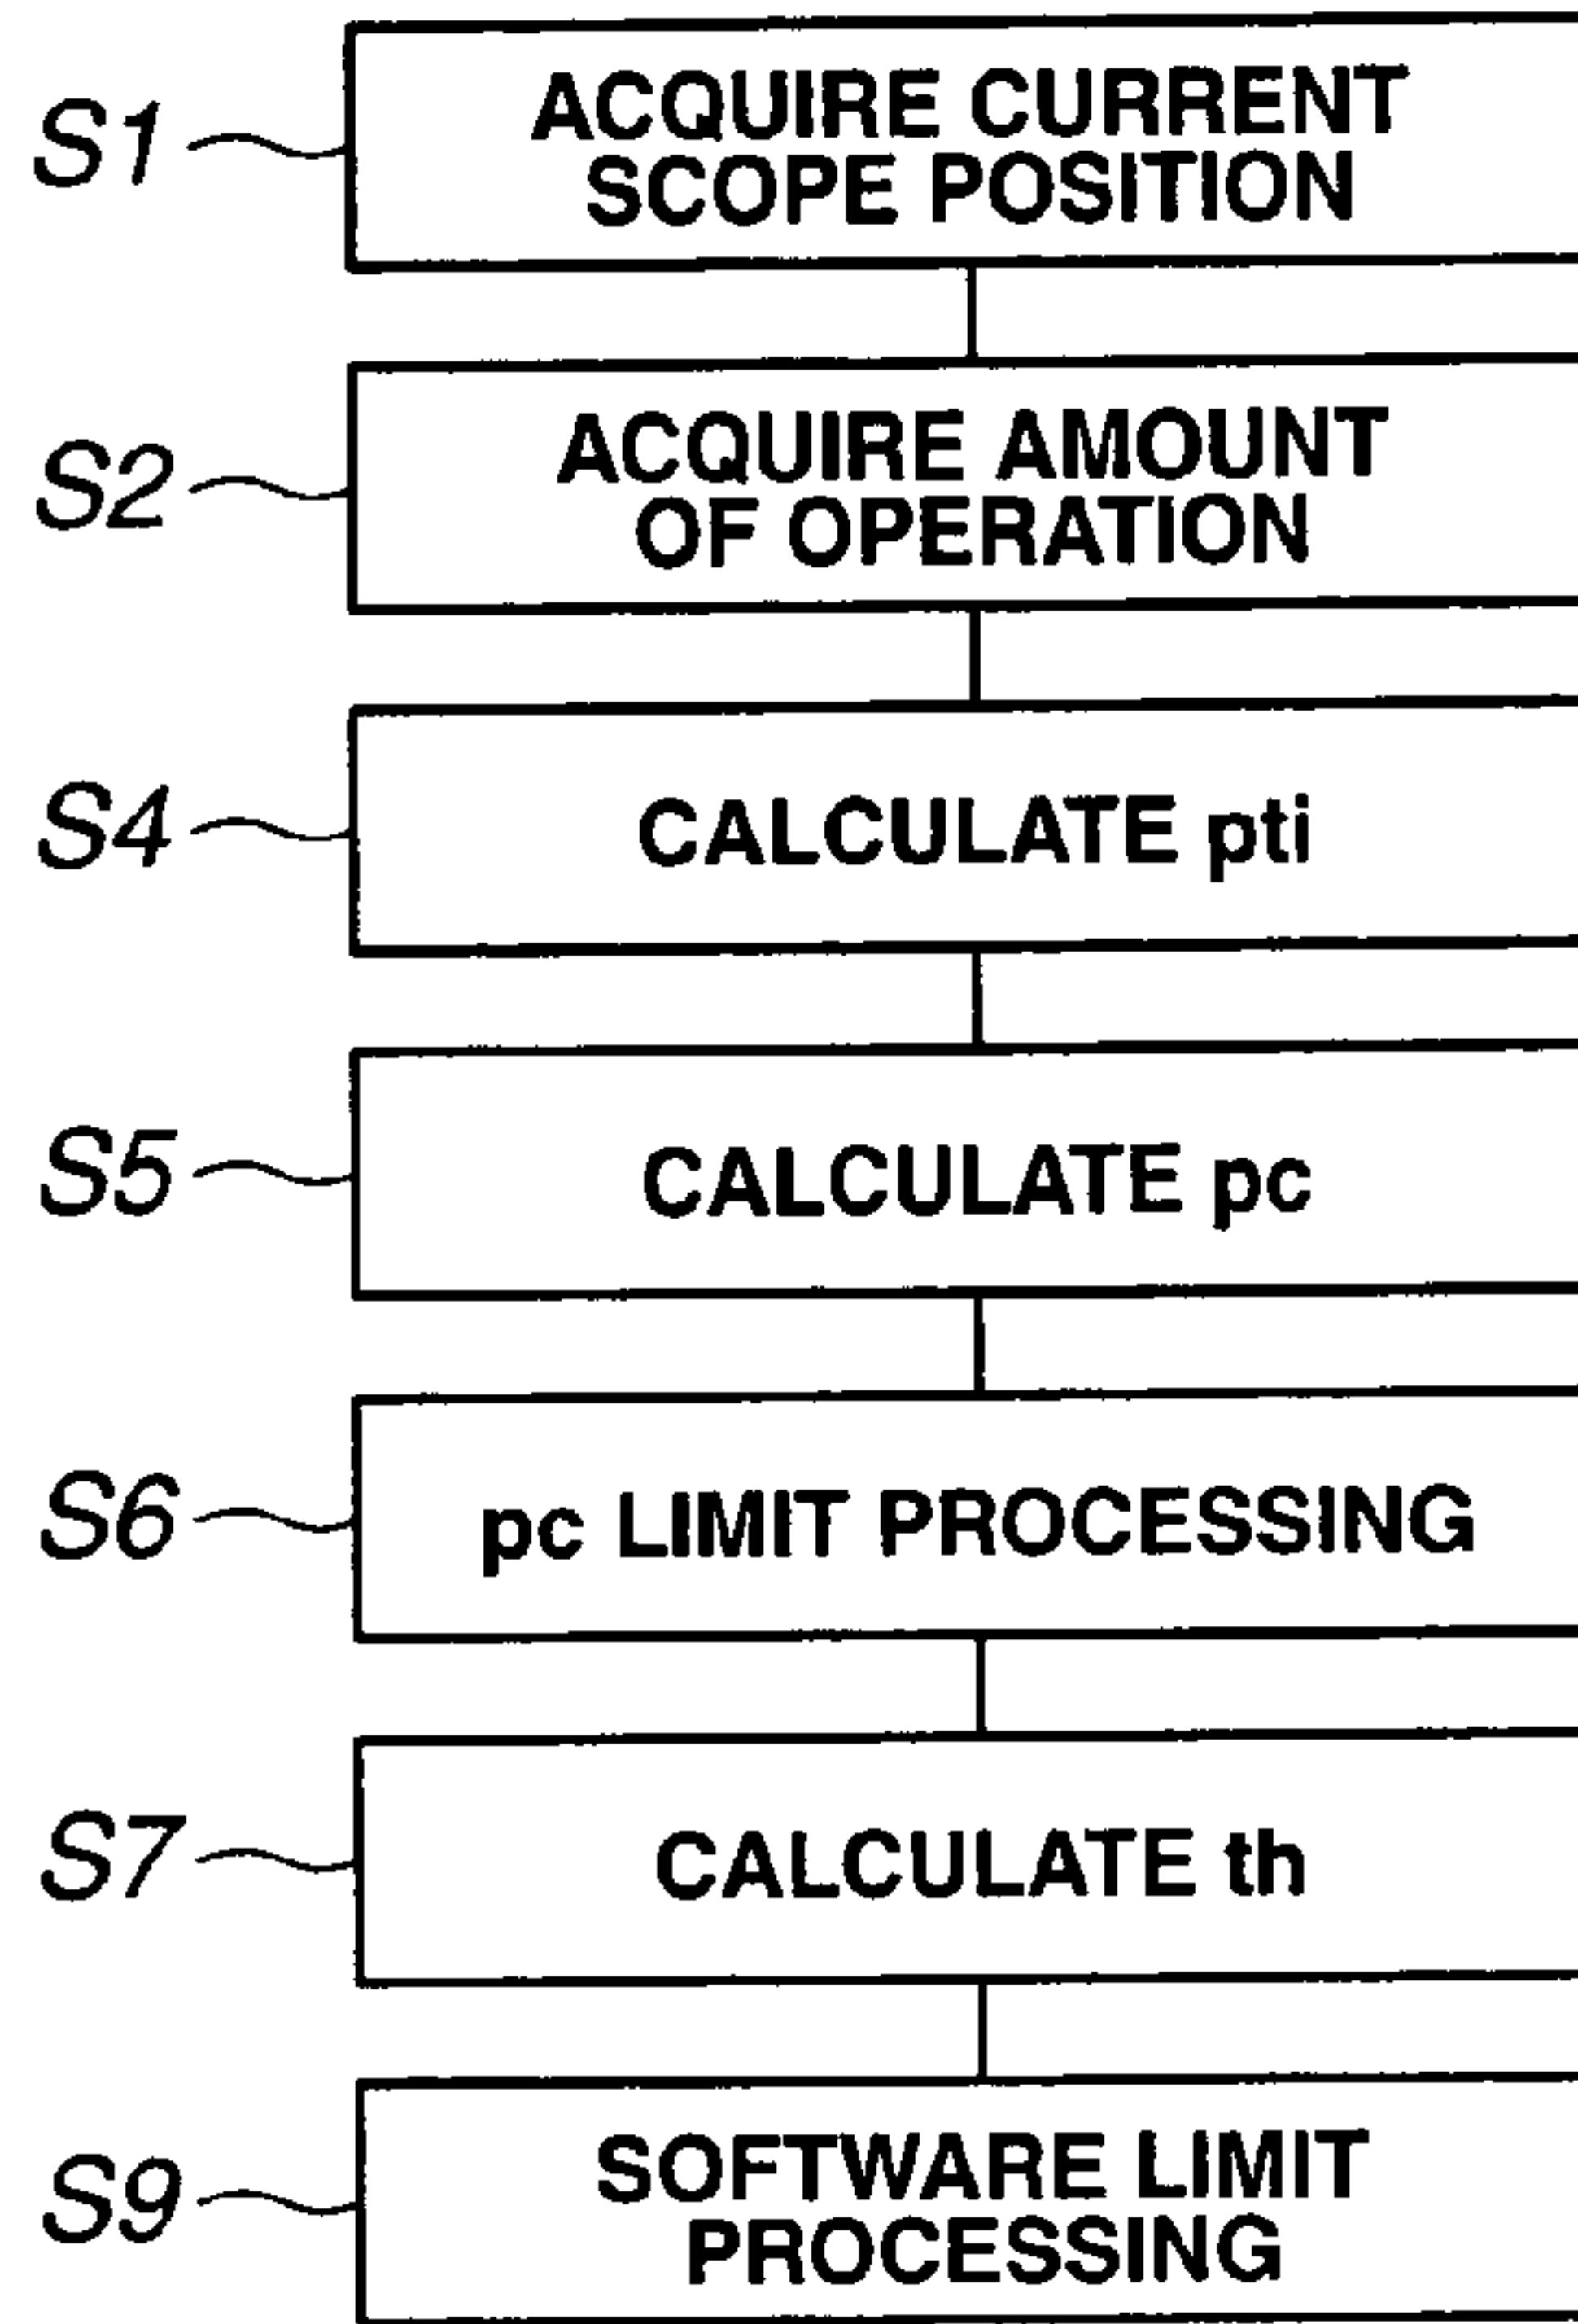 S1
ACQUIRE CURRENT
SCOPE POSITION
S2
ACQUIRE AMOUNT
OF OPERATION
S4
CALCULATE pti
S5
CALCULATE pc
S6
pc LIMIT PROCESSING
S7
CALCULATE th
S9
SOFTWARE LIMIT
PROCESSING